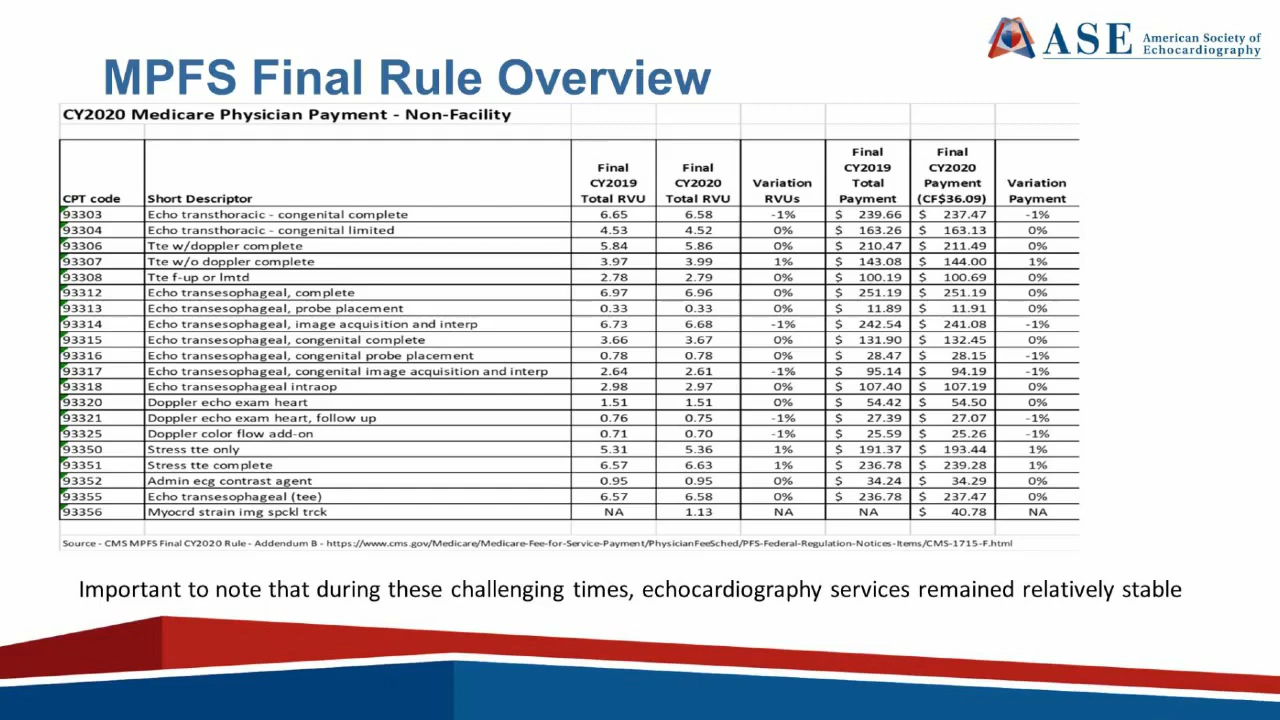 ASE American Society of
Echocardiography
MPFS Final Rule Overview
CY2020 Medicare Physician Payment - Non-Facility
CPT code Short Descriptor Final CY2019 Total RVU Final CY2020 Total RVU Variation RVUs Final CY2019 Total Payment Final CY2020 Payment (CF$36.09) Variation Payment
93303 Echo transthoracic - congenital complete 6.65 6.58 -1% $ 239.66 $ 237.47 -1%
93304 Echo transthoracic - congenital limited 4.53 4.52 0% $ 163.26 $ 163.13 0%
93306 Tte w/doppler complete 5.84 5.86 0% $ 210.47 $ 211.49 0%
93307 Tte w/o doppler complete 3.97 3.99 1% $ 143.08 $ 144.00 1%
93308 Tte f-up or lmtd 2.78 2.79 0% $ 100.19 $ 100.69 0%
93312 Echo transesophageal, complete 6.97 6.96 0% $ 251.19 $ 251.19 0%
93313 Echo transesophageal, probe placement 0.33 0.33 0% $ 11.89 $ 11.91 0%
93314 Echo transesophageal, image acquisition and interp 6.73 6.68 -1% $ 242.54 $ 241.08 -1%
93315 Echo transesophageal, congenital complete 3.66 3.67 0% $ 131.90 $ 132.45 0%
93316 Echo transesophageal, congenital probe placement 0.78 0.78 0% $ 28.47 $ 28.15 -1%
93317 Echo transesophageal, congenital image acquisition and interp 2.64 2.61 -1% $ 95.14 $ 94.19 -1%
93318 Echo transesophageal intraop 2.98 2.97 0% $ 107.40 $ 107.19 0%
93320 Doppler echo exam heart 1.51 1.51 0% $ 54.42 $ 54.50 0%
93321 Doppler echo exam heart, follow up 0.76 0.75 -1% $ 27.39 $ 27.07 -1%
93325 Doppler color flow add-on 0.71 0.70 -1% $ 25.59 $ 25.26 -1%
93350 Stress tte only 5.31 5.36 1% $ 191.37 $ 193.44 1%
93351 Stress tte complete 6.57 6.63 1% $ 236.78 $ 239.28 1%
93352 Admin ecg contrast agent 0.95 0.95 0% $ 34.24 $ 34.29 0%
93355 Echo transesophageal (tee) 6.57 6.58 0% $ 236.78 $ 237.47 0%
93356 Myocrd strain img spckl trck NA 1.13 NA NA $ 40.78 NA
Source - CMS MPFS Final CY2020 Rule - Addendum B - https://www.cms.gov/Medicare/Medicare-Fee-for-Service-Payment/PhysicianFeeSched/PFS-Federal-Regulation-Notices-Items/CMS-1715-F.html
Important to note that during these challenging times, echocardiography services remained relatively stable